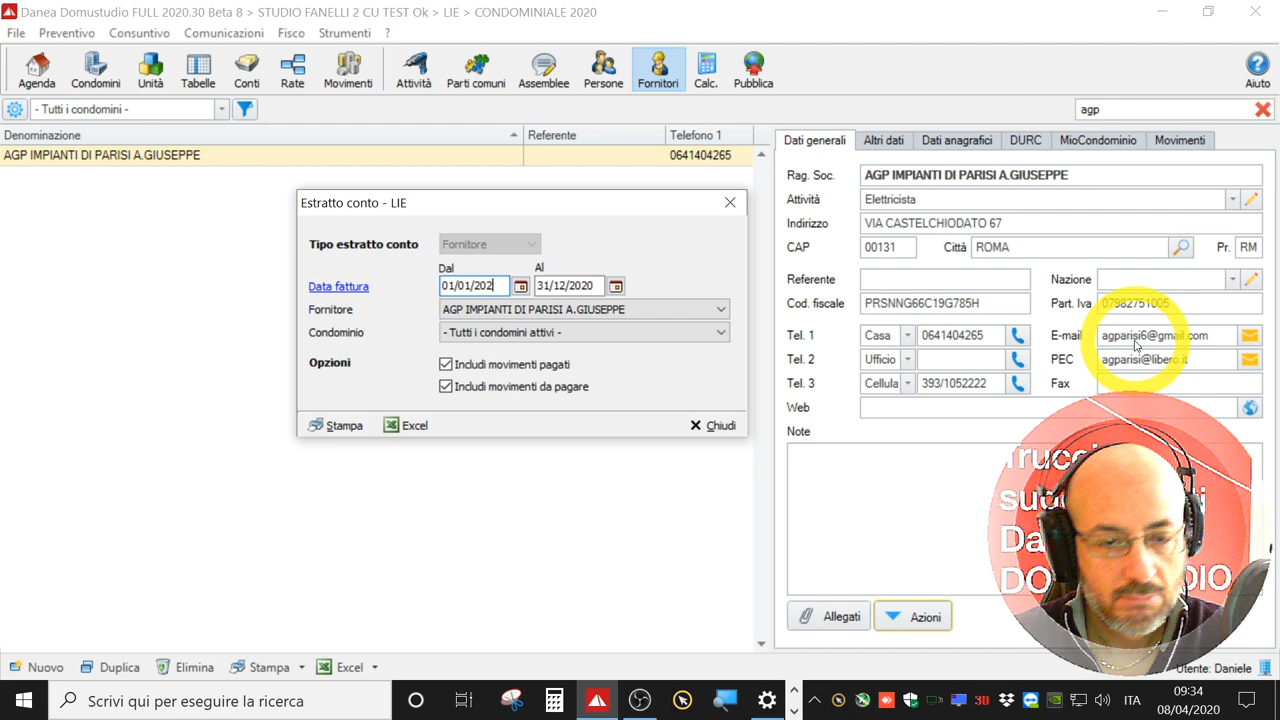 Danea Domustudio FULL 2020.30 Beta 8 > STUDIO FANELLI 2 CU TEST Ok > LIE > CONDOMINIALE 2020
File Preventivo Consuntivo Comunicazioni Fisco Strumenti ?
Agenda Condomini Unità Tabelle Conti Rate Movimenti Attività Parti comuni Assemblee Persone Fornitori Calc. Pubblica Aiuto
- Tutti i condomini - agp
Denominazione Referente Telefono 1
AGP IMPIANTI DI PARISI A.GIUSEPPE 0641404265
Estratto conto - LIE
Tipo estratto conto Fornitore
Dal Al
Data fattura 01/01/202 31/12/2020
Fornitore AGP IMPIANTI DI PARISI A.GIUSEPPE
Condominio - Tutti i condomini attivi -
Opzioni Includi movimenti pagati
Includi movimenti da pagare
Stampa Excel Chiudi
Dati generali Altri dati Dati anagrafici DURC MioCondominio Movimenti
Rag. Soc. AGP IMPIANTI DI PARISI A.GIUSEPPE
Attività Elettricista
Indirizzo VIA CASTELCHIODATO 67
CAP 00131 Città ROMA Pr. RM
Referente Nazione
Cod. fiscale PRSNNG66C19G785H Part. Iva 07982751005
Tel. 1 Casa 0641404265 E-mail agparisi6@gmail.com
Tel. 2 Ufficio PEC agparisi@libero.it
Tel. 3 Cellula 393/1052222 Fax
Web
Note
Allegati Azioni
Nuovo Duplica Elimina Stampa Excel Utente: Daniele
Scrivi qui per eseguire la ricerca
30 ITA 09:34
08/04/2020